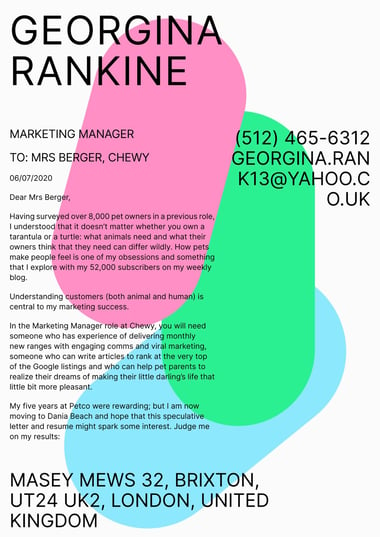 GEORGINA
RANKINE
MARKETING MANAGER
TO: MRS BERGER, CHEWY
06/07/2020
(512) 465-6312
GEORGINA.RAN
K13@YAHOO.C
O.UK
Dear Mrs Berger,
Having surveyed over 8,000 pet owners in a previous role,
I understood that it doesn't matter whether you own a
tarantula or a turtle: what animals need and what their
owners think that they need can differ wildly. How pets
make people feel is one of my obsessions and something
that I explore with my 52,000 subscribers on my weekly
blog.
Understanding customers (both animal and human) is
central to my marketing success.
In the Marketing Manager role at Chewy, you will need
someone who has experience of delivering monthly
new ranges with engaging comms and viral marketing,
someone who can write articles to rank at the very top
of the Google listings and who can help pet parents to
realize their dreams of making their little darling's life that
little bit more pleasant.
My five years at Petco were rewarding; but I am now
moving to Dania Beach and hope that this speculative
letter and resume might spark some interest. Judge me
on my results:
MASEY MEWS 32, BRIXTON,
UT24 UK2, LONDON, UNITED
KINGDOM